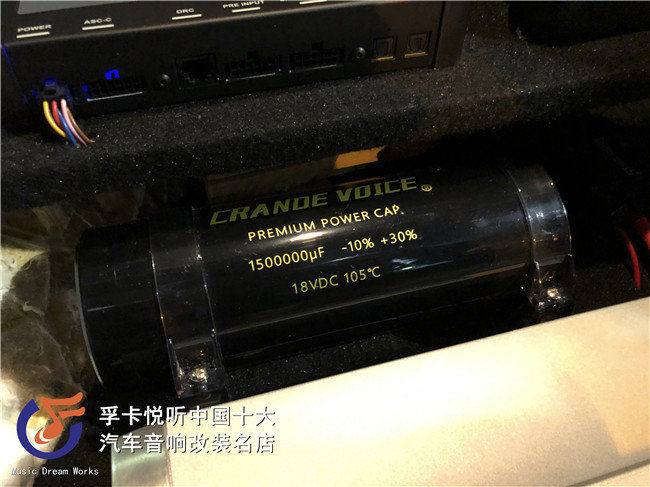 POWER
ASC-C
DRC
PRE INPUT
CRANDE VOICE®
PREMIUM POWER CAP.
1500000µF -10% +30%
18VDC 105℃
孚卡悦听中国十大
汽车音响改装名店
Music Dream Works